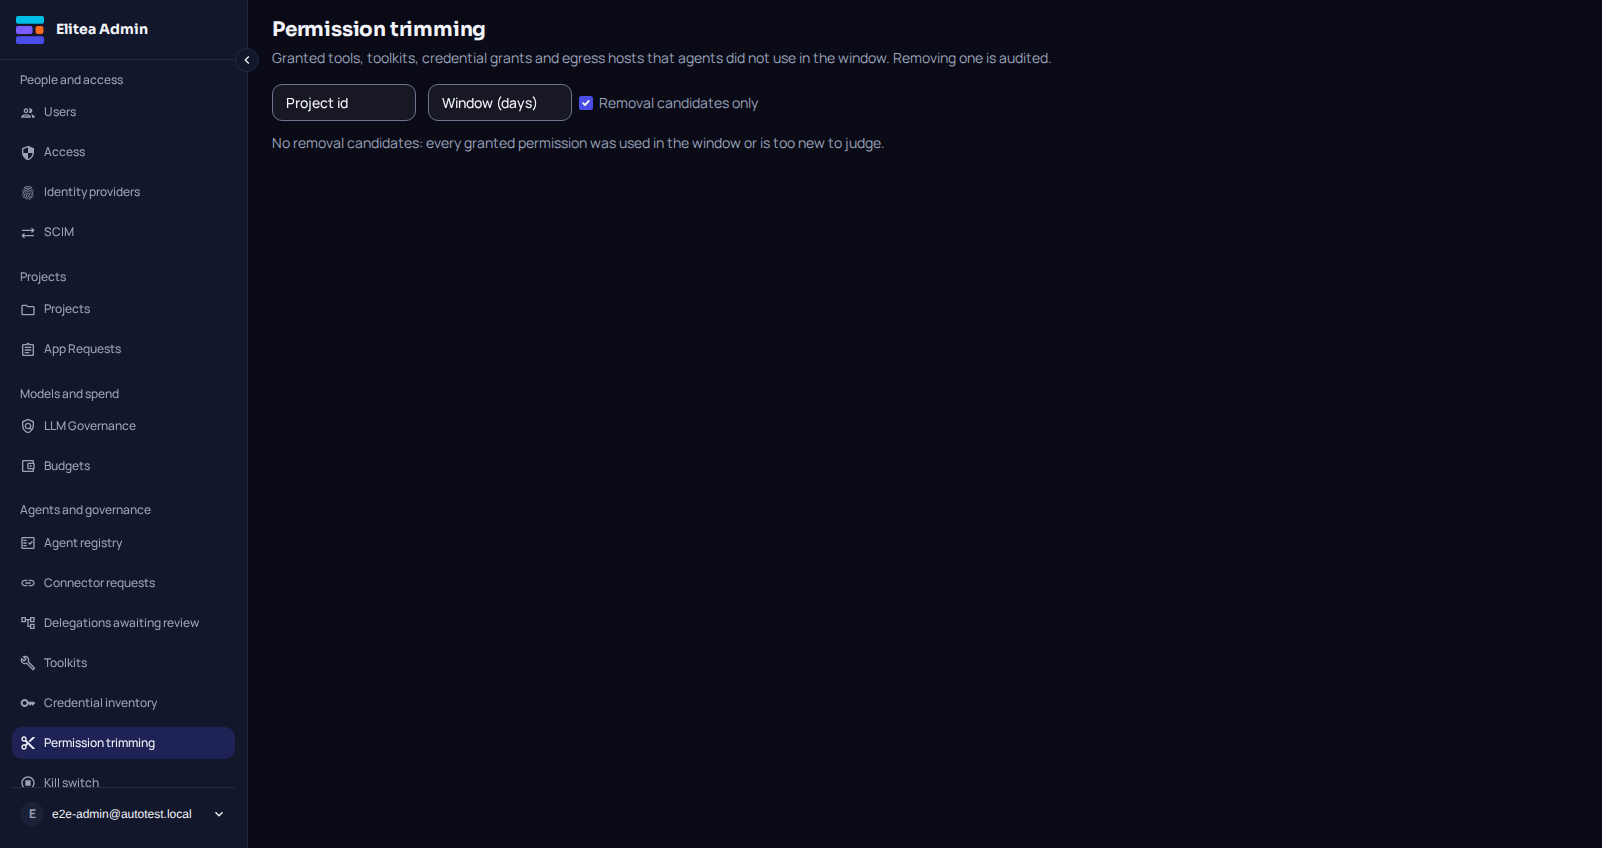 Elitea Admin
People and access
Users
Access
Identity providers
SCIM
Projects
Projects
App Requests
Models and spend
LLM Governance
Budgets
Agents and governance
Agent registry
Connector requests
Delegations awaiting review
Toolkits
Credential inventory
Permission trimming
Kill switch
E e2e-admin@autotest.local
Permission trimming
Granted tools, toolkits, credential grants and egress hosts that agents did not use in the window. Removing one is audited.
Project id Window (days) Removal candidates only
No removal candidates: every granted permission was used in the window or is too new to judge.